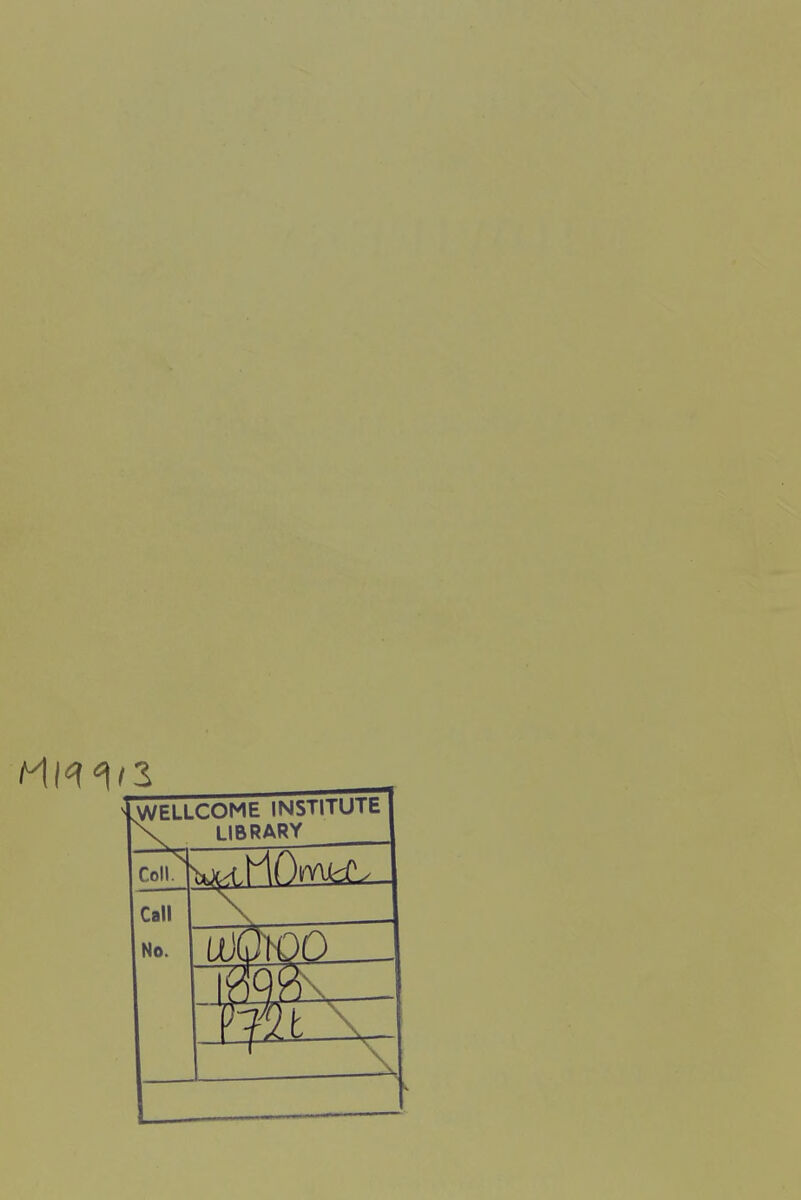 M19913
WELLCOME INSTITUTE
LIBRARY
Coll. welMOmec
Call
No. WQ100
1898
P72t